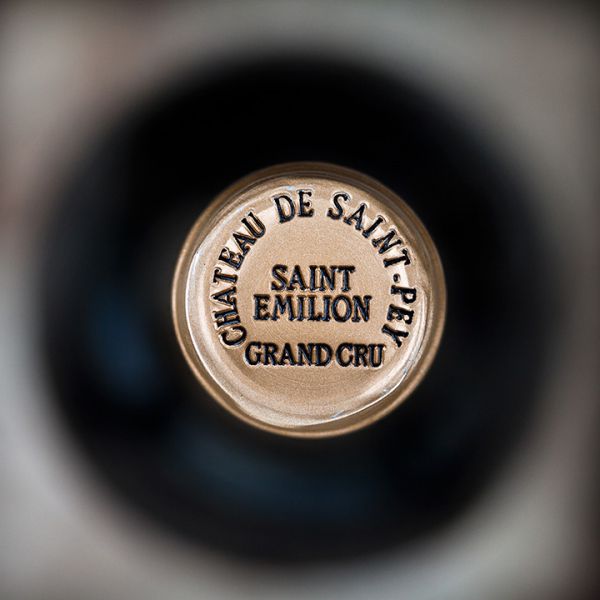 CHATEAU DE SAINT-PEY
SAINT
EMILION
GRAND CRU